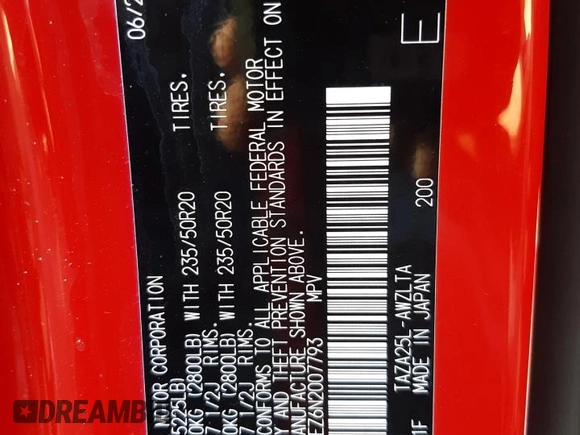 06/2
MOTOR CORPORATION
5225LB)
0KG (2800LB) WITH 235/50R20 TIRES.
7 1/2J RIMS.
0KG (2800LB) WITH 235/50R20 TIRES.
7 1/2J RIMS.
CONFORMS TO ALL APPLICABLE FEDERAL MOTOR
Y AND THEFT PREVENTION STANDARDS IN EFFECT ON
ANUFACTURE SHOWN ABOVE.
EZ6N2007793 MPV
TAZA25L-AWZLTA
1F MADE IN JAPAN 200
E
DREAMBI